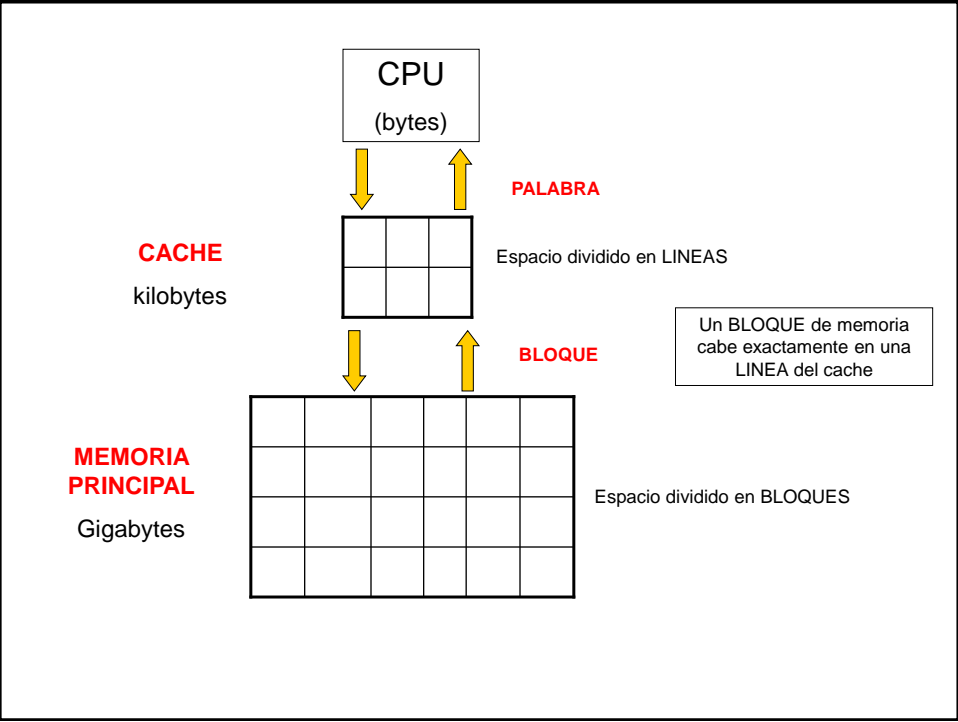 CPU
(bytes)
PALABRA
CACHE
kilobytes
Espacio dividido en LINEAS
Un BLOQUE de memoria
cabe exactamente en una
LINEA del cache
BLOQUE
MEMORIA
PRINCIPAL
Gigabytes
Espacio dividido en BLOQUES